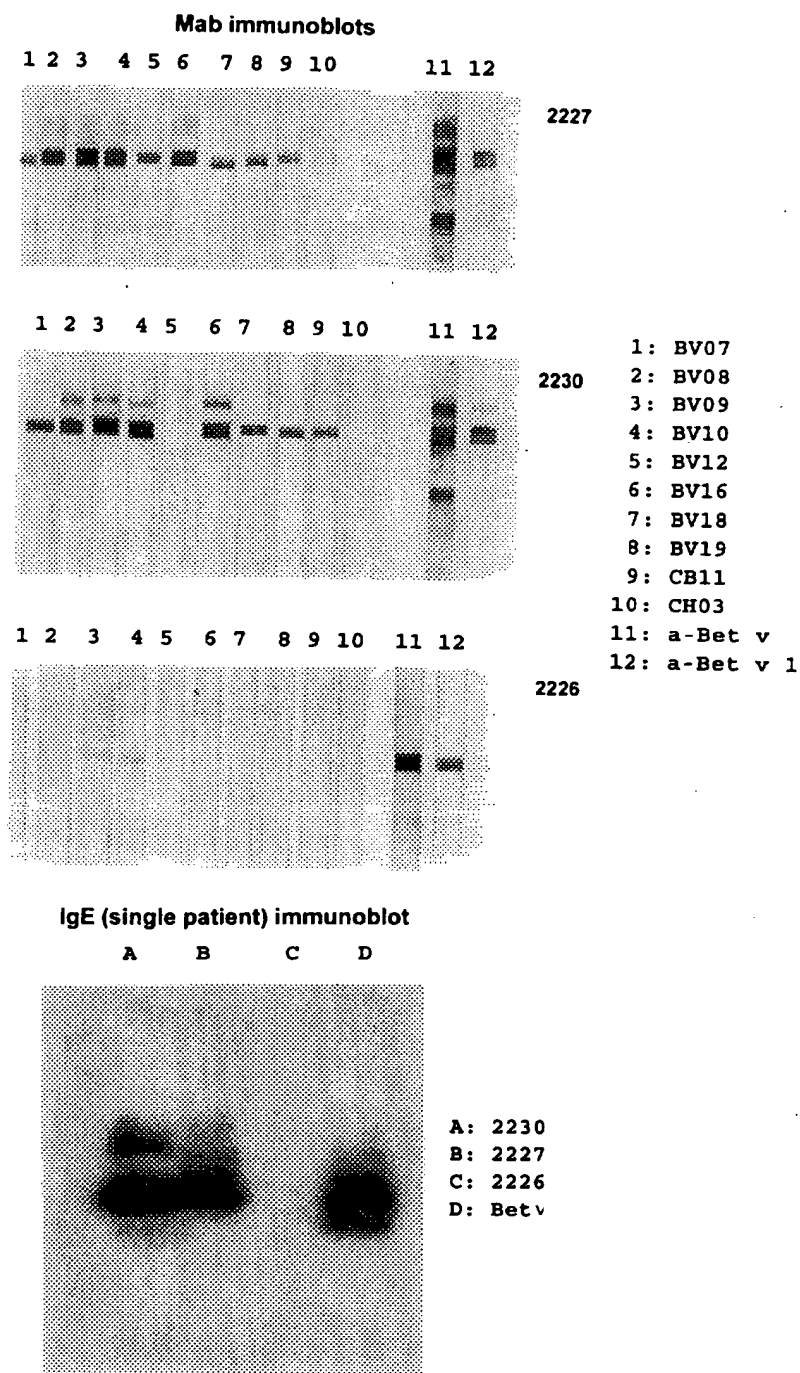 Mab immunoblots
1 2 3 4 5 6 7 8 9 10 11 12
2227
1 2 3 4 5 6 7 8 9 10 11 12
2230
1: BV07
2: BV08
3: BV09
4: BV10
5: BV12
6: BV16
7: BV18
8: BV19
9: CB11
10: CH03
11: a-Bet v
12: a-Bet v 1
1 2 3 4 5 6 7 8 9 10 11 12
2226
IgE (single patient) immunoblot
A B C D
A: 2230
B: 2227
C: 2226
D: Bet v